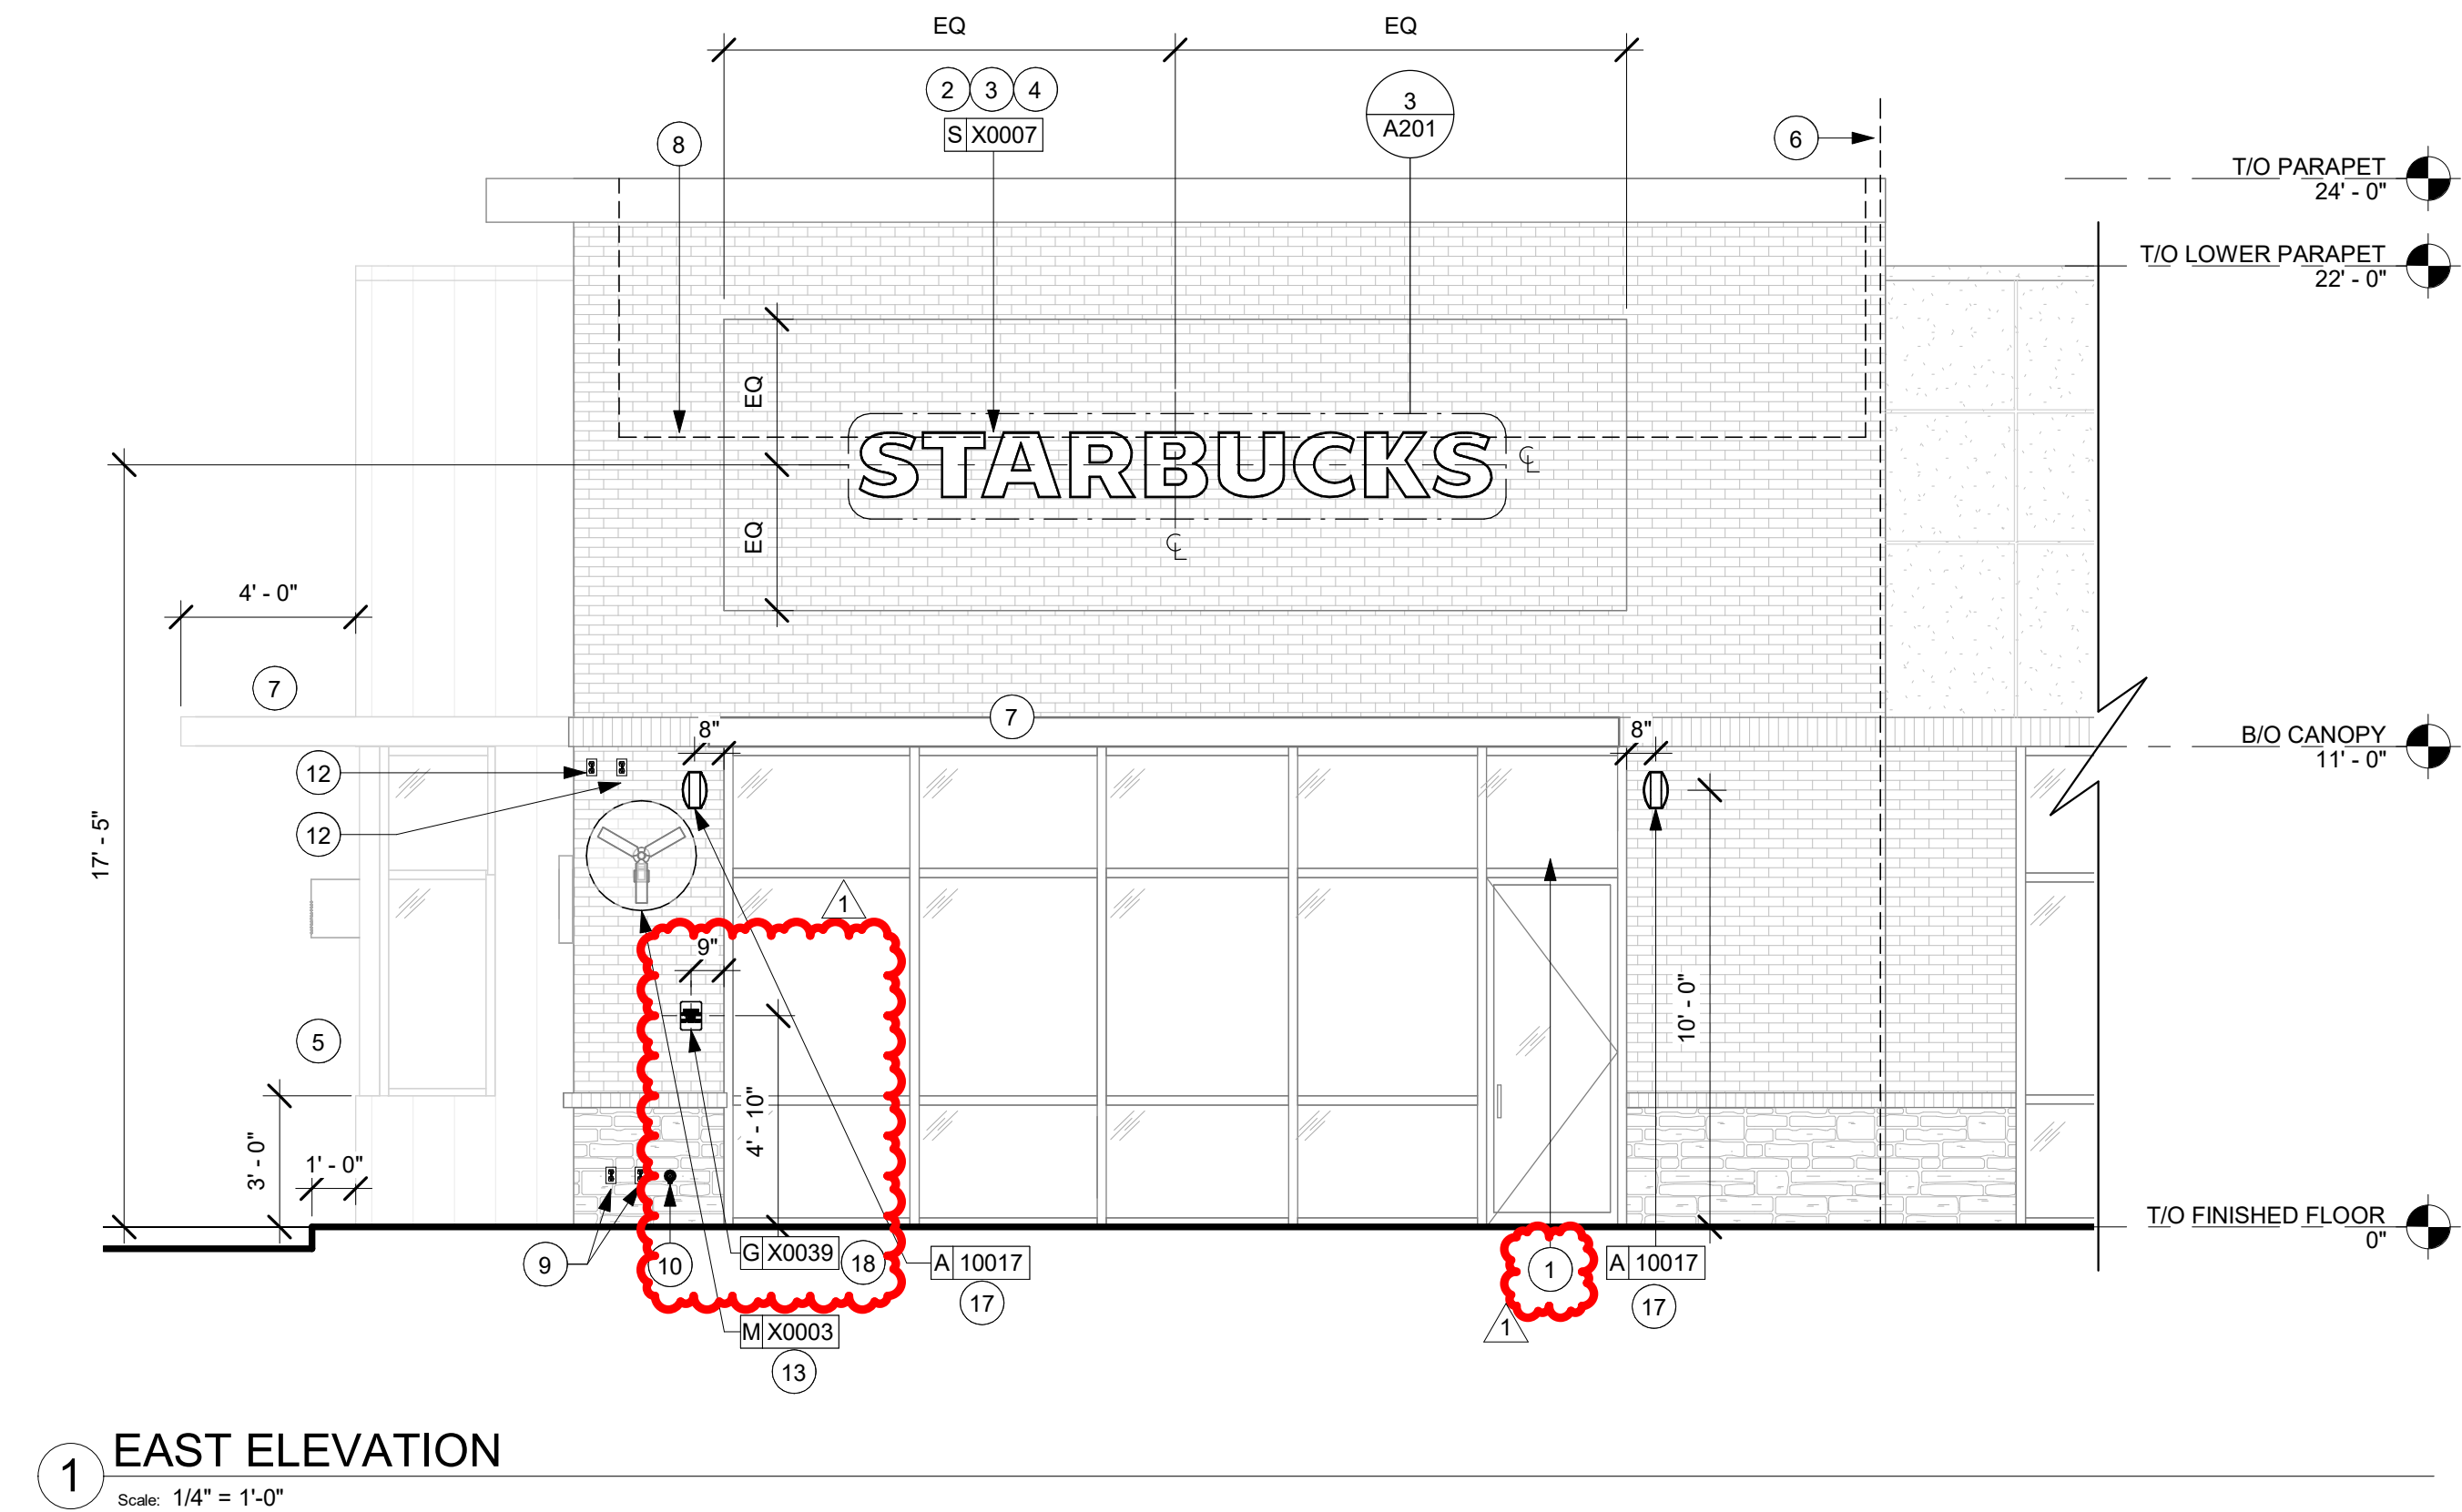 EQ
EQ
2 3 4
S X0007
3
A201
8
6
T/O PARAPET
24' - 0"
T/O LOWER PARAPET
22' - 0"
EQ
STARBUCKS
CL
EQ
CL
4' - 0"
7
7
8"
8"
B/O CANOPY
11' - 0"
12
12
17' - 5"
1
9"
10' - 0"
5
4' - 10"
3' - 0"
1' - 0"
T/O FINISHED FLOOR
0"
9
10
G X0039
18
A 10017
17
1
A 10017
17
1
M X0003
13
1
EAST ELEVATION
Scale: 1/4" = 1'-0"